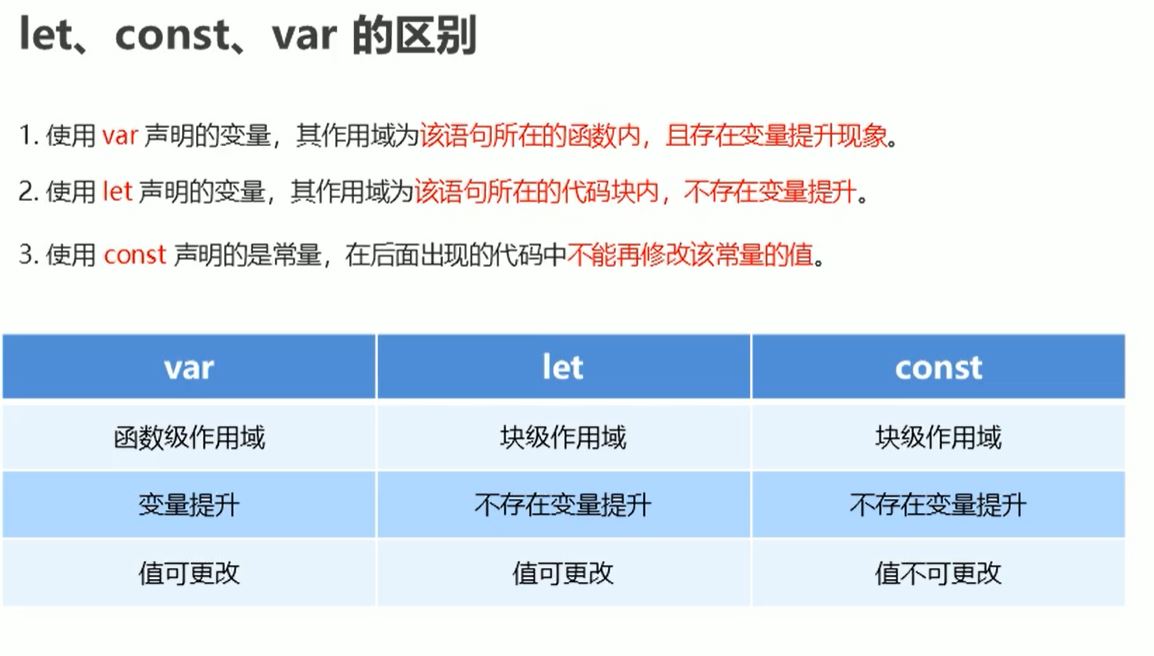 let、const、var 的区别
1. 使用 var 声明的变量，其作用域为该语句所在的函数内，且存在变量提升现象。
2. 使用 let 声明的变量，其作用域为该语句所在的代码块内，不存在变量提升。
3. 使用 const 声明的是常量，在后面出现的代码中不能再修改该常量的值。
var let const
函数级作用域 块级作用域 块级作用域
变量提升 不存在变量提升 不存在变量提升
值可更改 值可更改 值不可更改